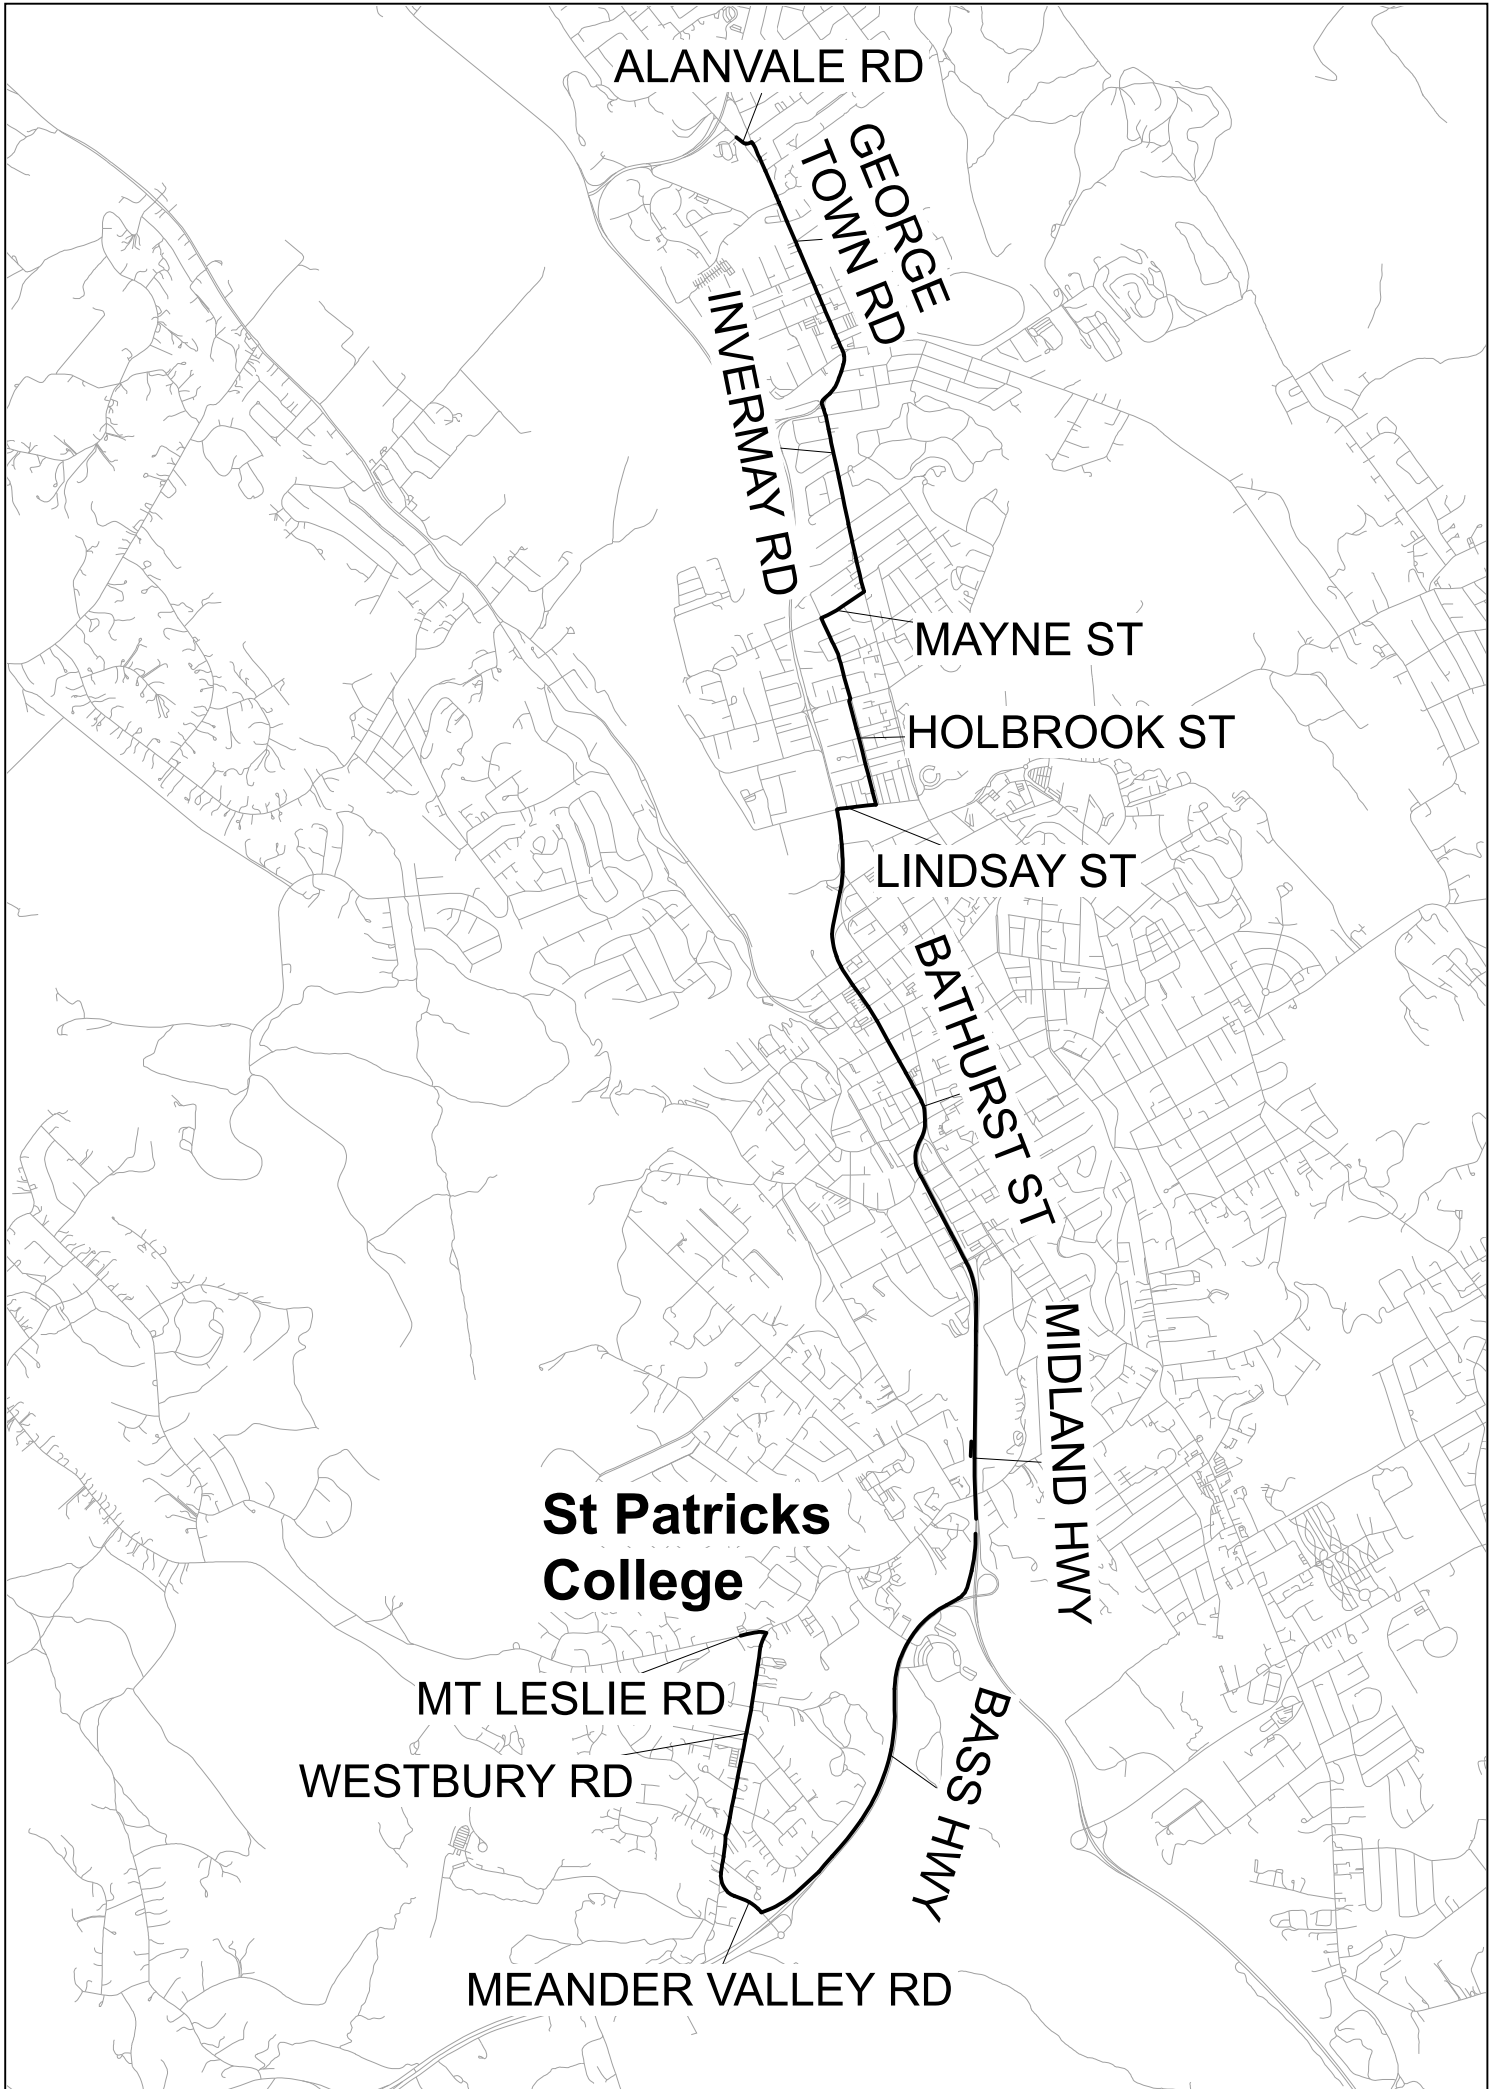 ALANVALE RD
GEORGE
TOWN RD
INVERMAY RD
MAYNE ST
HOLBROOK ST
LINDSAY ST
BATHURST ST
MIDLAND HWY
St Patricks
College
MT LESLIE RD
WESTBURY RD
BASS HWY
MEANDER VALLEY RD